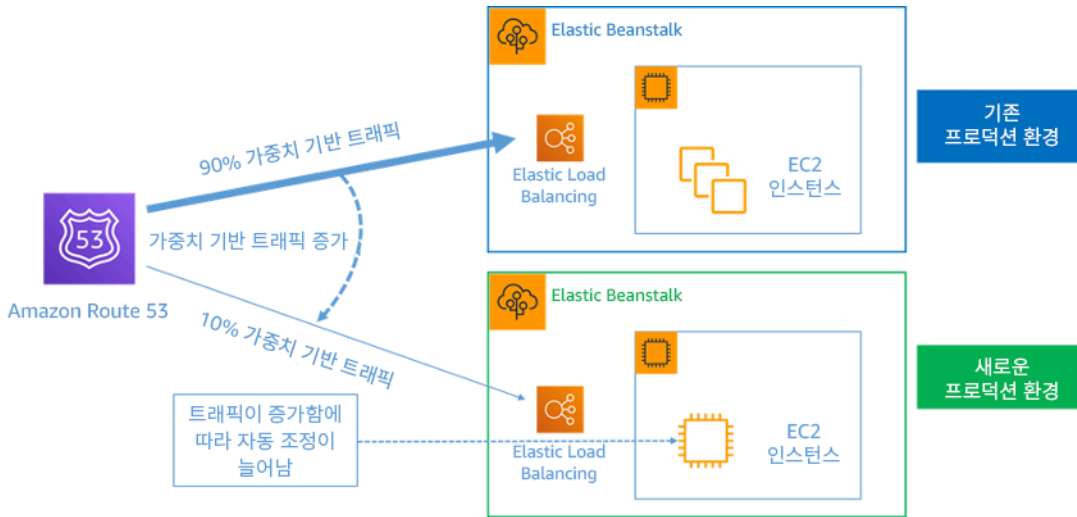 Elastic Beanstalk
90% 가중치 기반 트래픽
Elastic Load
Balancing
EC2
인스턴스
기존
프로덕션 환경
53
가중치 기반 트래픽 증가
Amazon Route 53
10% 가중치 기반 트래픽
Elastic Beanstalk
트래픽이 증가함에
따라 자동 조정이
늘어남
Elastic Load
Balancing
EC2
인스턴스
새로운
프로덕션 환경